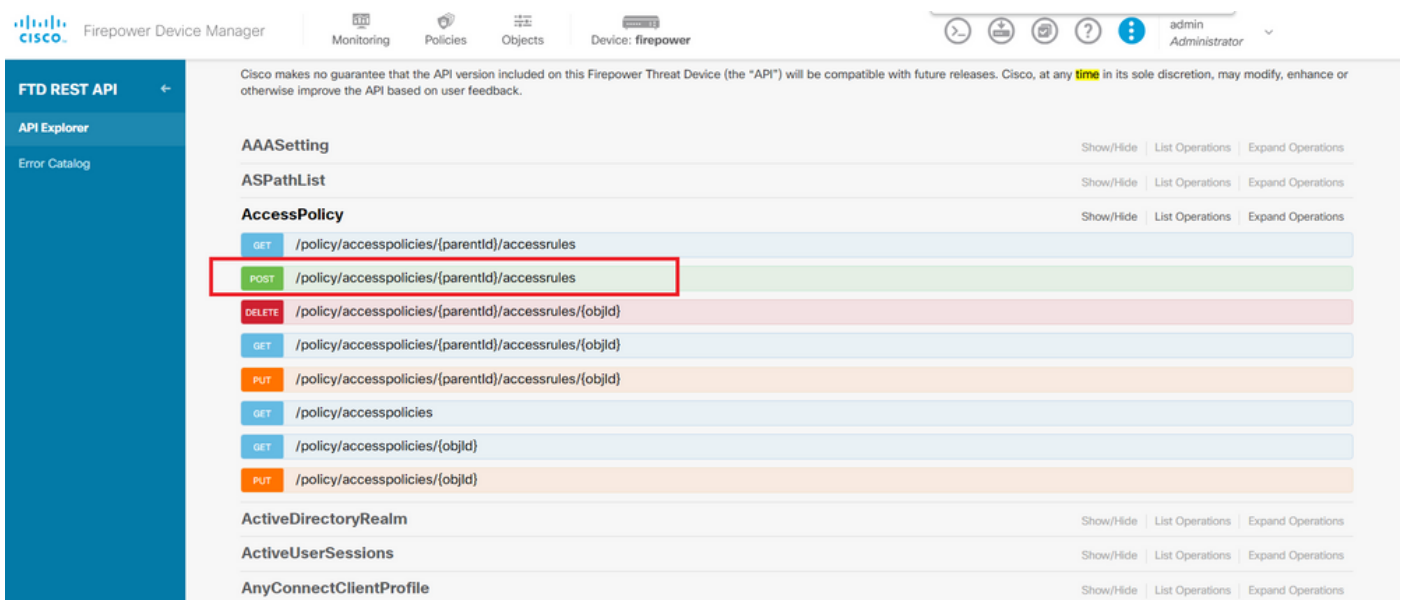 CISCO
Firepower Device Manager
Monitoring
Policies
Objects
Device: firepower
admin
Administrator
FTD REST API
API Explorer
Error Catalog
Cisco makes no guarantee that the API version included on this Firepower Threat Device (the “API”) will be compatible with future releases. Cisco, at any time in its sole discretion, may modify, enhance or
otherwise improve the API based on user feedback.
AAASetting Show/Hide List Operations Expand Operations
ASPathList Show/Hide List Operations Expand Operations
AccessPolicy Show/Hide List Operations Expand Operations
GET /policy/accesspolicies/{parentId}/accessrules
POST /policy/accesspolicies/{parentId}/accessrules
DELETE /policy/accesspolicies/{parentId}/accessrules/{objId}
GET /policy/accesspolicies/{parentId}/accessrules/{objId}
PUT /policy/accesspolicies/{parentId}/accessrules/{objId}
GET /policy/accesspolicies
GET /policy/accesspolicies/{objId}
PUT /policy/accesspolicies/{objId}
ActiveDirectoryRealm Show/Hide List Operations Expand Operations
ActiveUserSessions Show/Hide List Operations Expand Operations
AnyConnectClientProfile Show/Hide List Operations Expand Operations